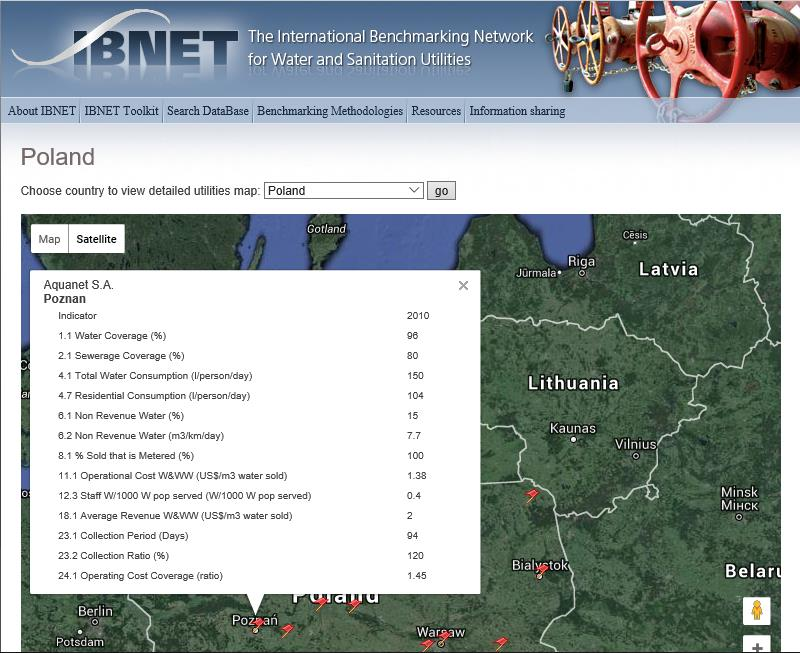 IBNET The International Benchmarking Network
for Water and Sanitation Utilities
About IBNET IBNET Toolkit Search DataBase Benchmarking Methodologies Resources Information sharing
Poland
Choose country to view detailed utilities map: Poland go
Map Satellite
Gotland
Cēsis
Riga
Jūrmala
Latvia
Aquanet S.A.
Poznan
Indicator 2010
1.1 Water Coverage (%) 96
2.1 Sewerage Coverage (%) 80
4.1 Total Water Consumption (l/person/day) 150
4.7 Residential Consumption (l/person/day) 104
6.1 Non Revenue Water (%) 15
6.2 Non Revenue Water (m3/km/day) 7.7
8.1 % Sold that is Metered (%) 100
11.1 Operational Cost W&WW (US$/m3 water sold) 1.38
12.3 Staff W/1000 W pop served (W/1000 W pop served) 0.4
18.1 Average Revenue W&WW (US$/m3 water sold) 2
23.1 Collection Period (Days) 94
23.2 Collection Ratio (%) 120
24.1 Operating Cost Coverage (ratio) 1.45
Lithuania
Kaunas
Vilnius
Minsk
Мінск
Bialystok
Belaru
Poland
Berlin
Poznań
Potsdam
Warsaw